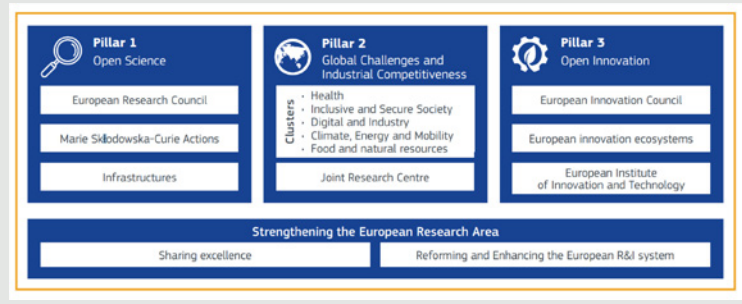 Pillar 1
Open Science
European Research Council
Marie Skłodowska-Curie Actions
Infrastructures
Pillar 2
Global Challenges and
Industrial Competitiveness
Clusters
· Health
· Inclusive and Secure Society
· Digital and Industry
· Climate, Energy and Mobility
· Food and natural resources
Joint Research Centre
Pillar 3
Open Innovation
European Innovation Council
European innovation ecosystems
European Institute
of Innovation and Technology
Strengthening the European Research Area
Sharing excellence
Reforming and Enhancing the European R&I system